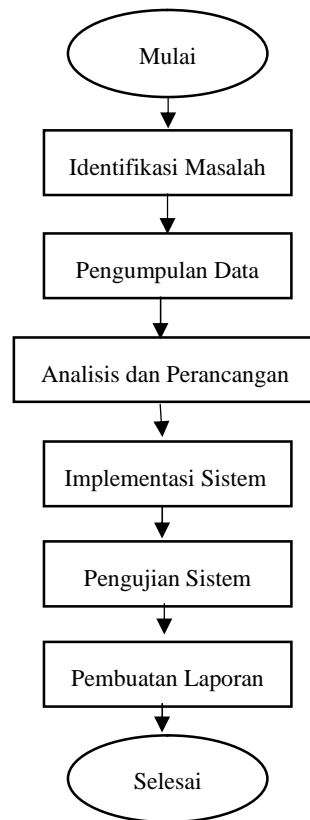 Mulai
Identifikasi Masalah
Pengumpulan Data
Analisis dan Perancangan
Implementasi Sistem
Pengujian Sistem
Pembuatan Laporan
Selesai